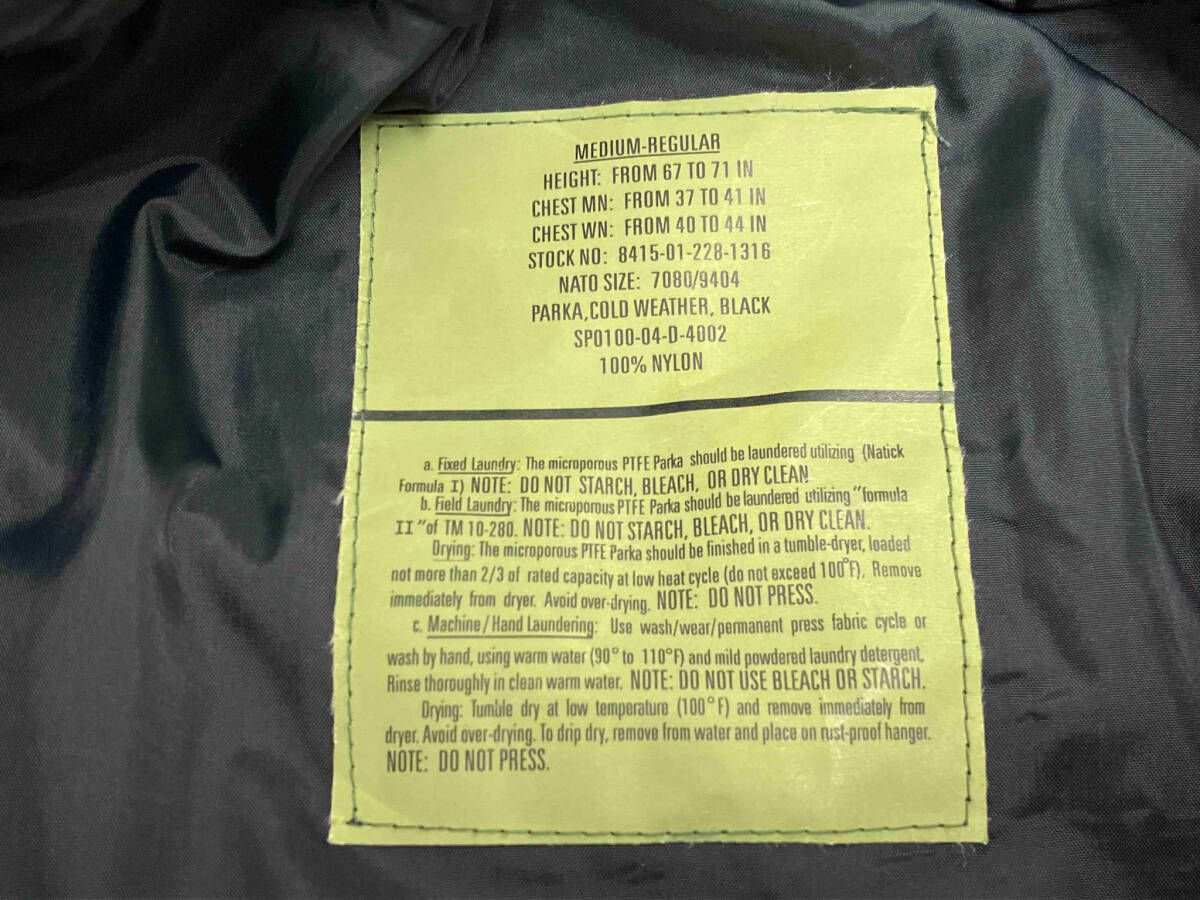 MEDIUM-REGULAR
HEIGHT: FROM 67 TO 71 IN
CHEST MN: FROM 37 TO 41 IN
CHEST WN: FROM 40 TO 44 IN
STOCK NO: 8415-01-228-1316
NATO SIZE: 7080/9404
PARKA,COLD WEATHER, BLACK
SP0100-04-D-4002
100% NYLON
a. Fixed Laundry: The microporous PTFE Parka should be laundered utilizing (Natick
Formula I) NOTE: DO NOT STARCH, BLEACH, OR DRY CLEAN
b. Field Laundry: The microporous PTFE Parka should be laundered utilizing "formula
II" of TM 10-280. NOTE: DO NOT STARCH, BLEACH, OR DRY CLEAN.
Drying: The microporous PTFE Parka should be finished in a tumble-dryer, loaded
not more than 2/3 of rated capacity at low heat cycle (do not exceed 100°F). Remove
immediately from dryer. Avoid over-drying. NOTE: DO NOT PRESS.
c. Machine/Hand Laundering: Use wash/wear/permanent press fabric cycle or
wash by hand, using warm water (90° to 110°F) and mild powdered laundry detergent.
Rinse thoroughly in clean warm water. NOTE: DO NOT USE BLEACH OR STARCH.
Drying: Tumble dry at low temperature (100°F) and remove immediately from
dryer. Avoid over-drying. To drip dry, remove from water and place on rust-proof hanger.
NOTE: DO NOT PRESS.